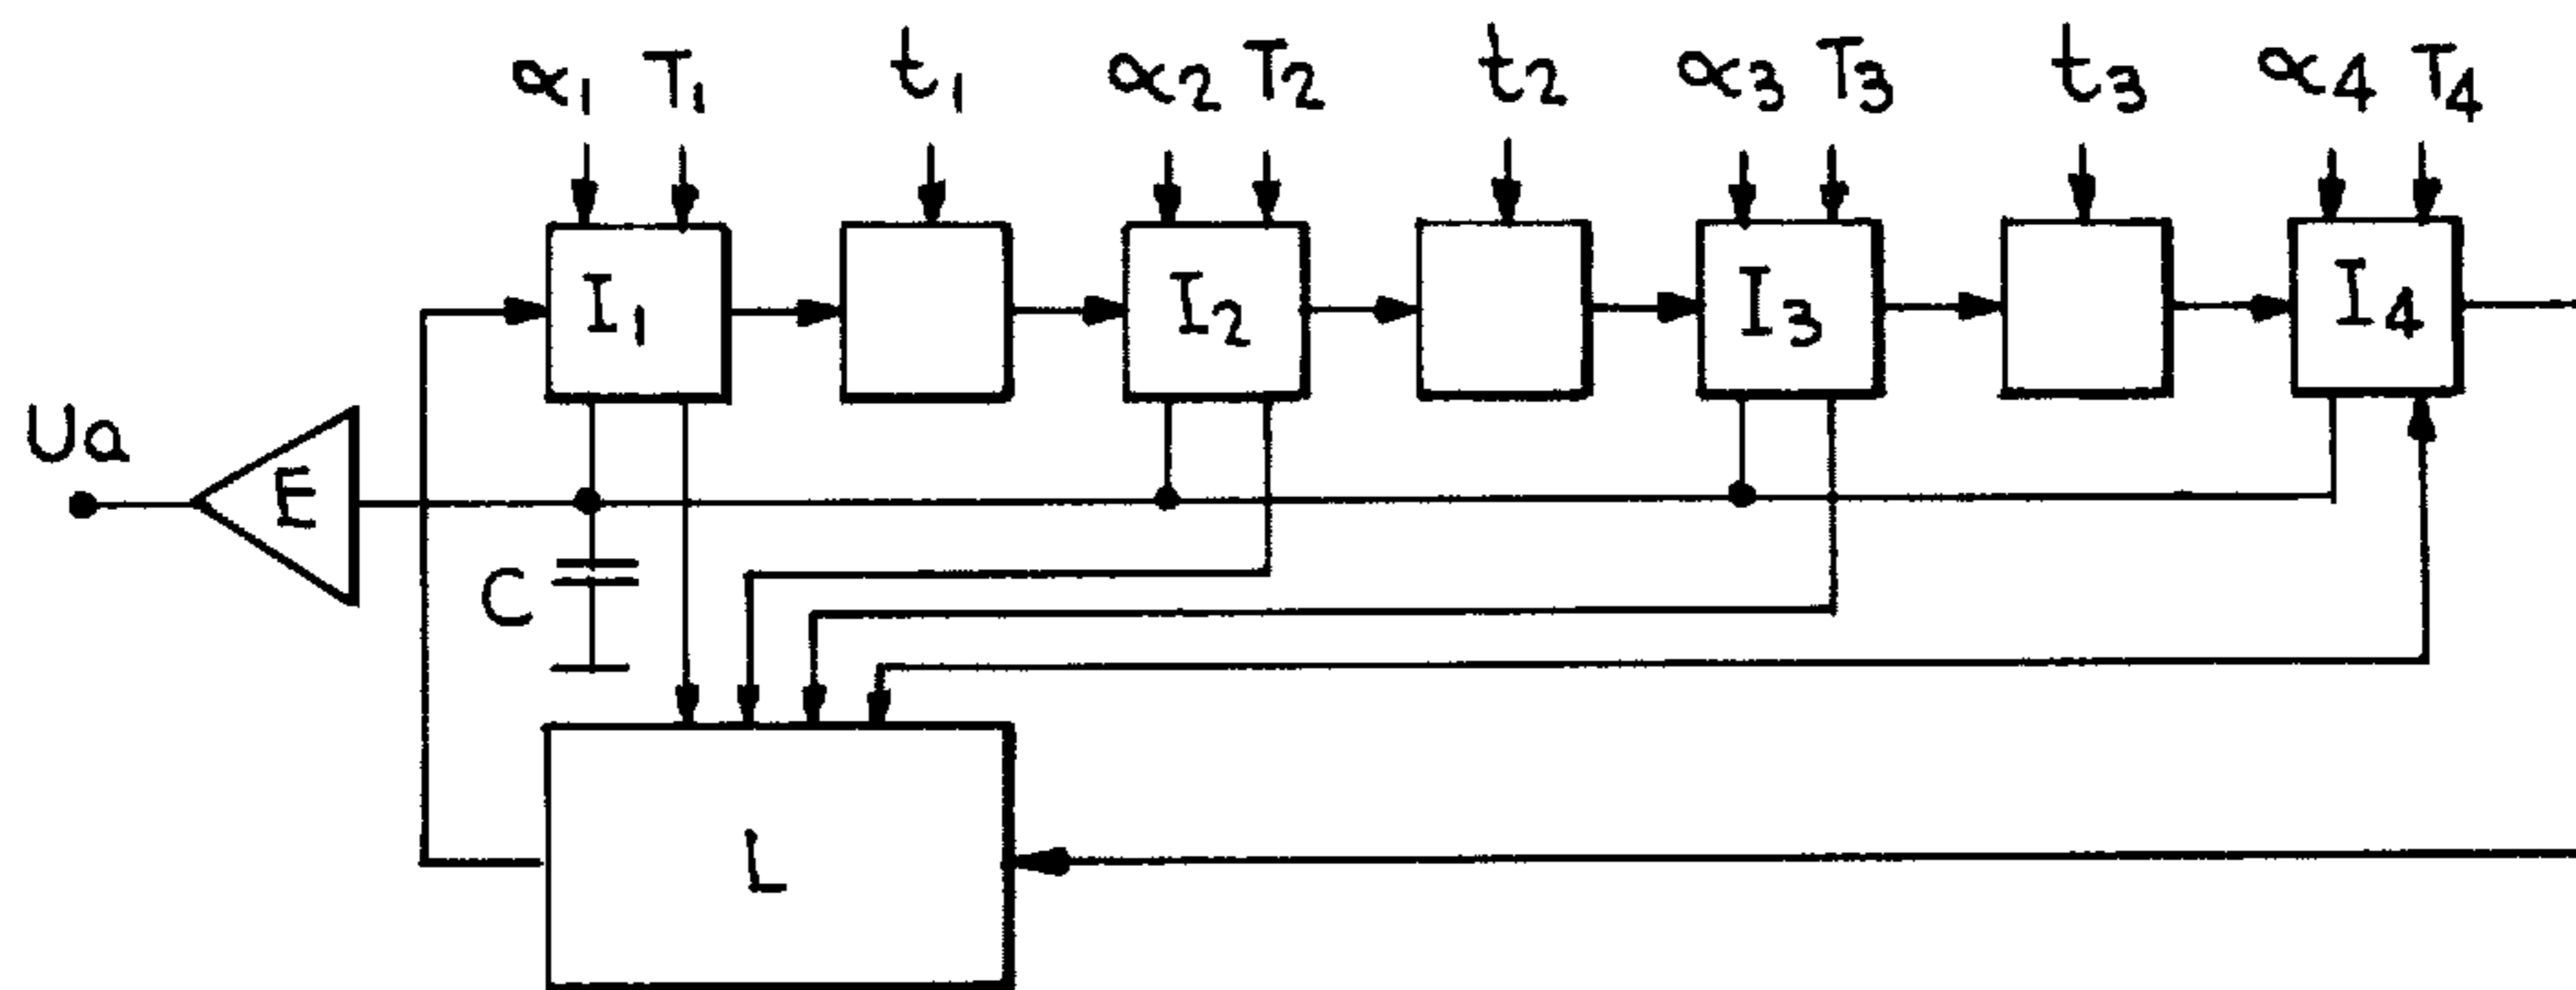 α₁ T₁ t₁ α₂ T₂ t₂ α₃ T₃ t₃ α₄ T₄
I₁ I₂ I₃ I₄
Ua
E
C
L